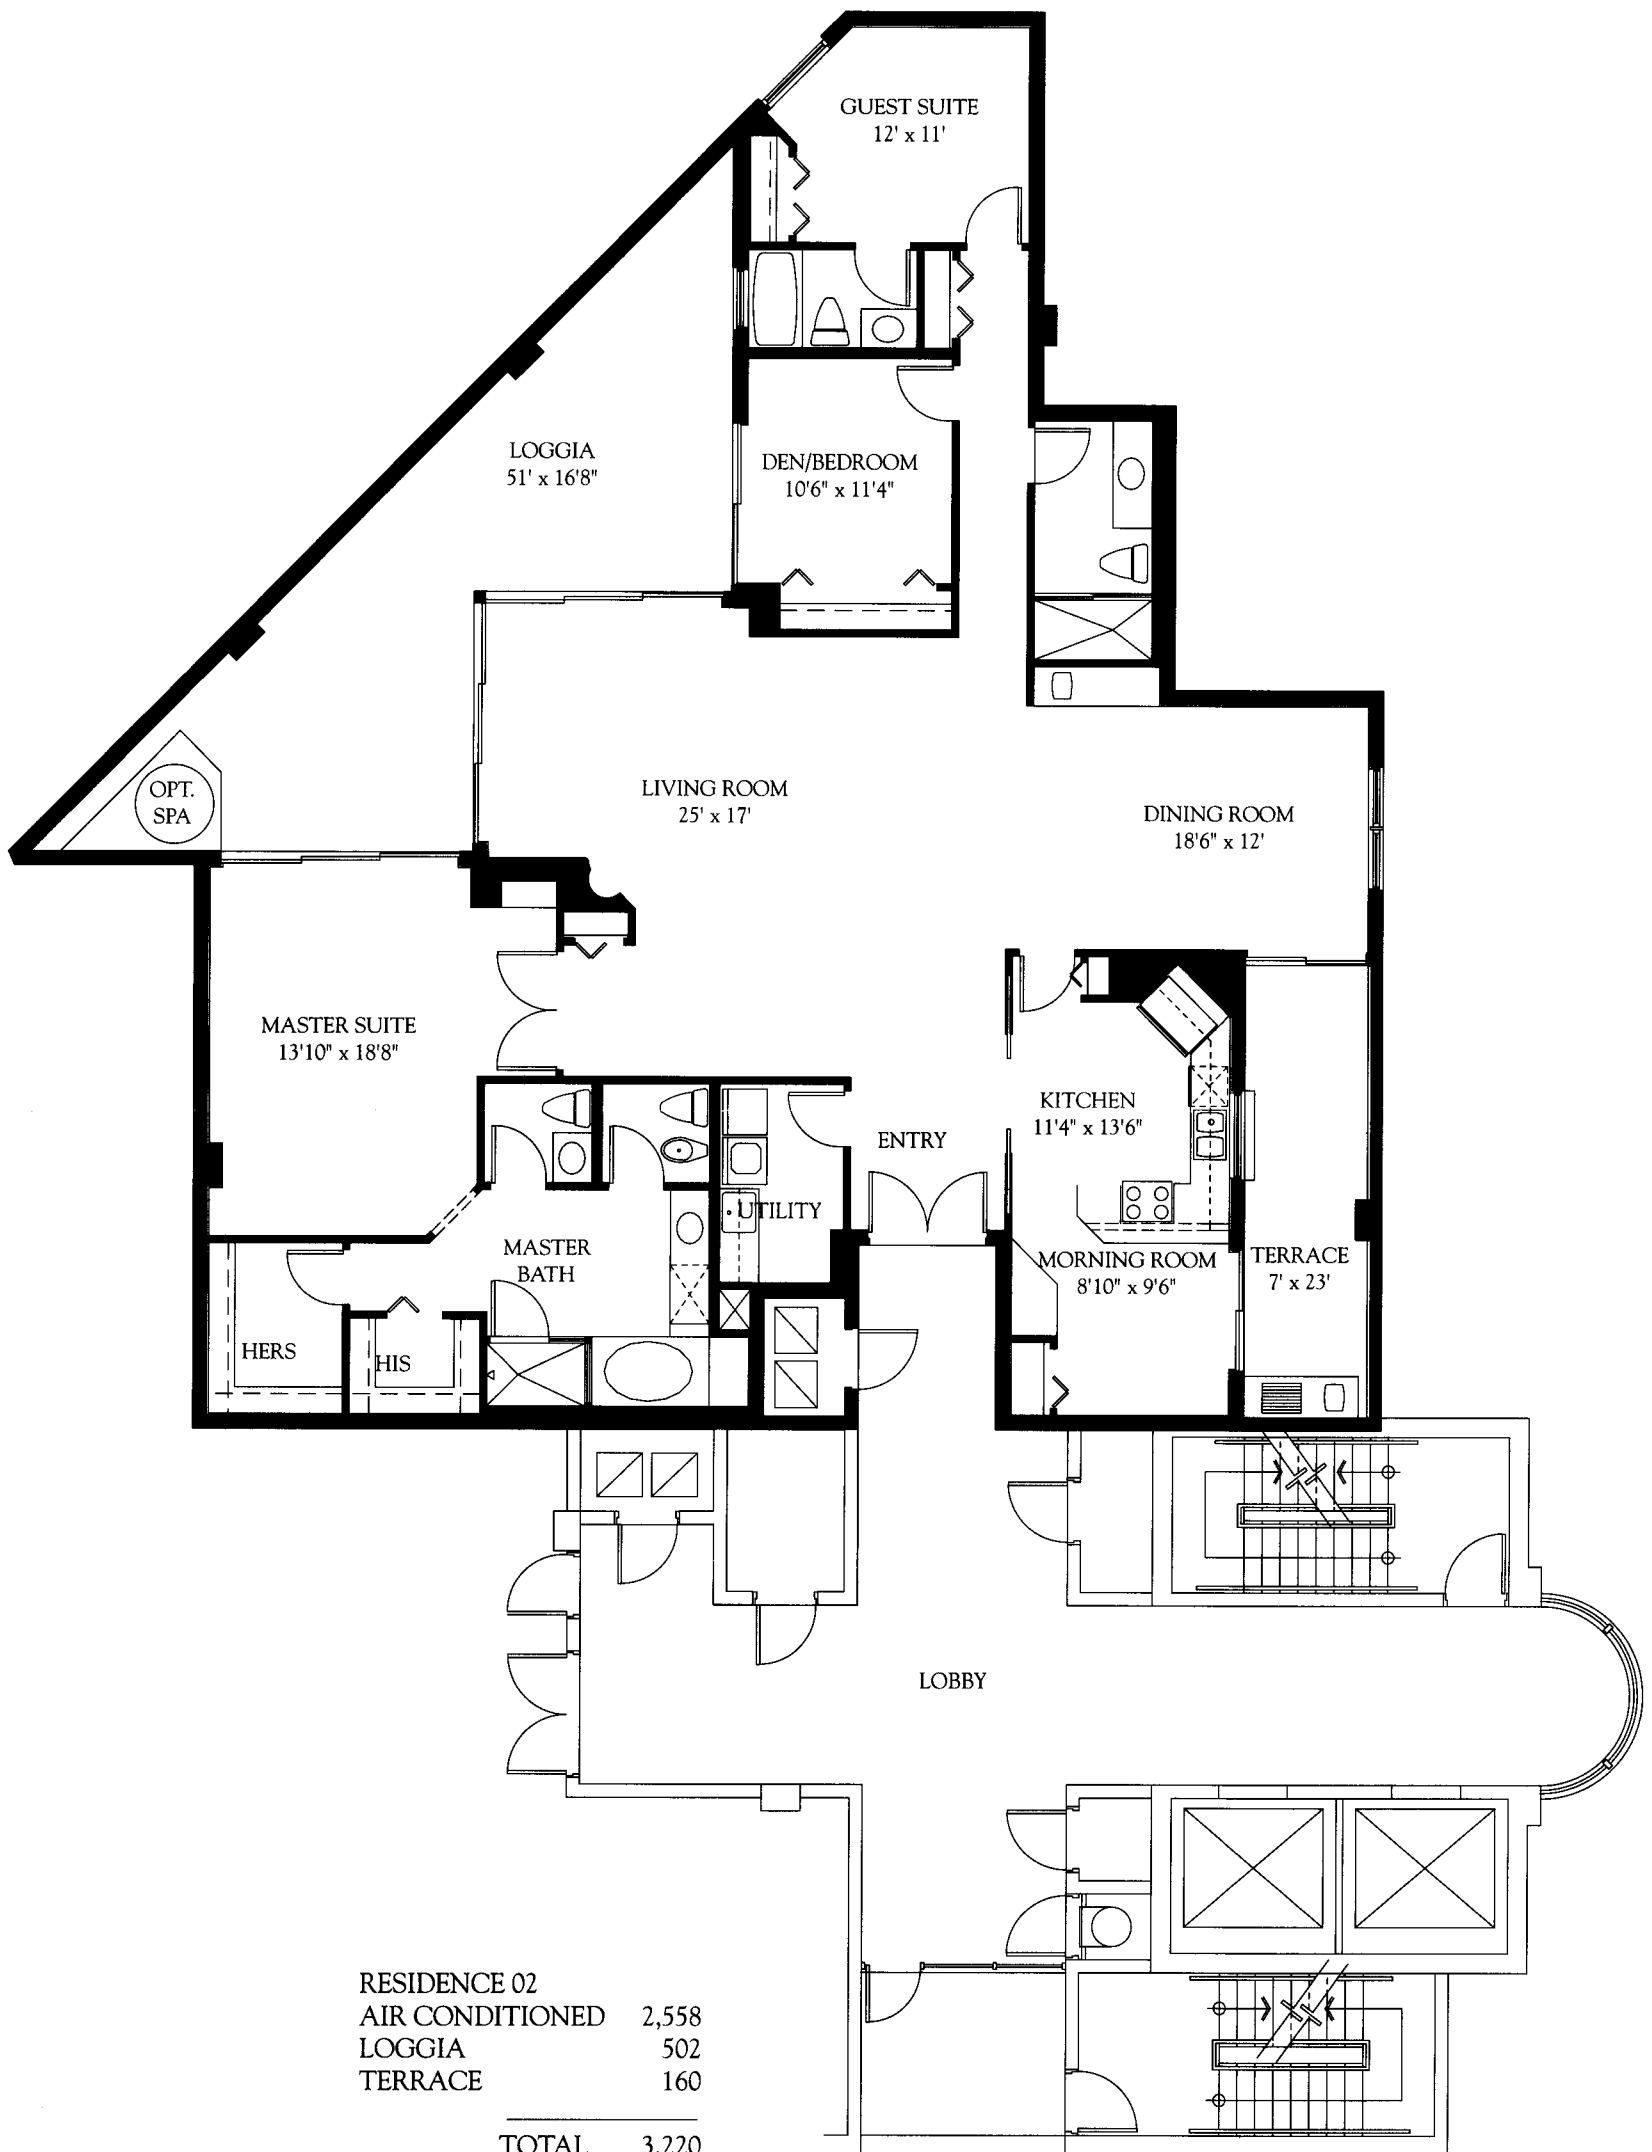 GUEST SUITE
12' x 11'
LOGGIA
51' x 16'8"
DEN/BEDROOM
10'6" x 11'4"
OPT.
SPA
LIVING ROOM
25' x 17'
DINING ROOM
18'6" x 12'
MASTER SUITE
13'10" x 18'8"
KITCHEN
11'4" x 13'6"
ENTRY
UTILITY
MASTER
BATH
MORNING ROOM
8'10" x 9'6"
TERRACE
7' x 23'
HERS
HIS
LOBBY
RESIDENCE 02
AIR CONDITIONED 2,558
LOGGIA 502
TERRACE 160
TOTAL 3,220